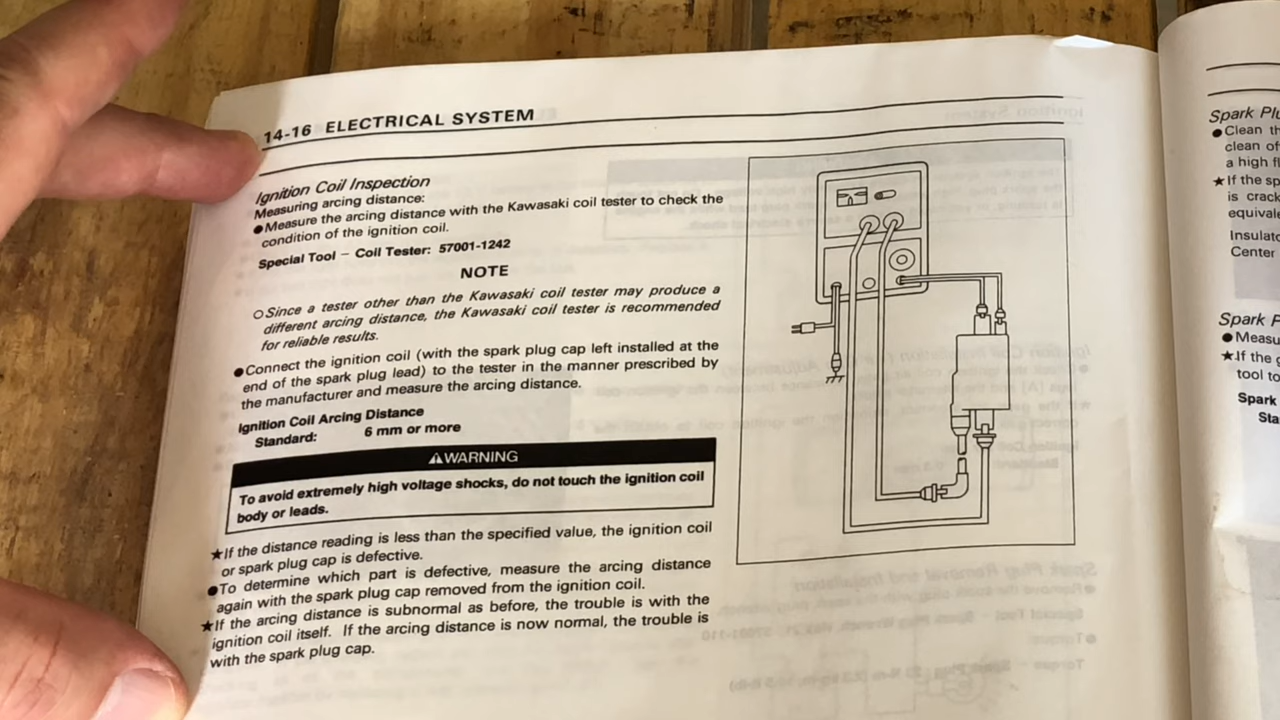 14-16 ELECTRICAL SYSTEM
Ignition Coil Inspection
Measuring arcing distance:
●Measure the arcing distance with the Kawasaki coil tester to check the
condition of the ignition coil.
Special Tool – Coil Tester: 57001-1242
NOTE
○Since a tester other than the Kawasaki coil tester may produce a
different arcing distance, the Kawasaki coil tester is recommended
for reliable results.
●Connect the ignition coil (with the spark plug cap left installed at the
end of the spark plug lead) to the tester in the manner prescribed by
the manufacturer and measure the arcing distance.
Ignition Coil Arcing Distance
Standard: 6 mm or more
⚠WARNING
To avoid extremely high voltage shocks, do not touch the ignition coil
body or leads.
★If the distance reading is less than the specified value, the ignition coil
or spark plug cap is defective.
●To determine which part is defective, measure the arcing distance
again with the spark plug cap removed from the ignition coil.
★If the arcing distance is subnormal as before, the trouble is with the
ignition coil itself. If the arcing distance is now normal, the trouble is
with the spark plug cap.
Spark
●Clean
clean
a high
★If the
is crack
Center
Spark
●
★If the
tool to
Spark